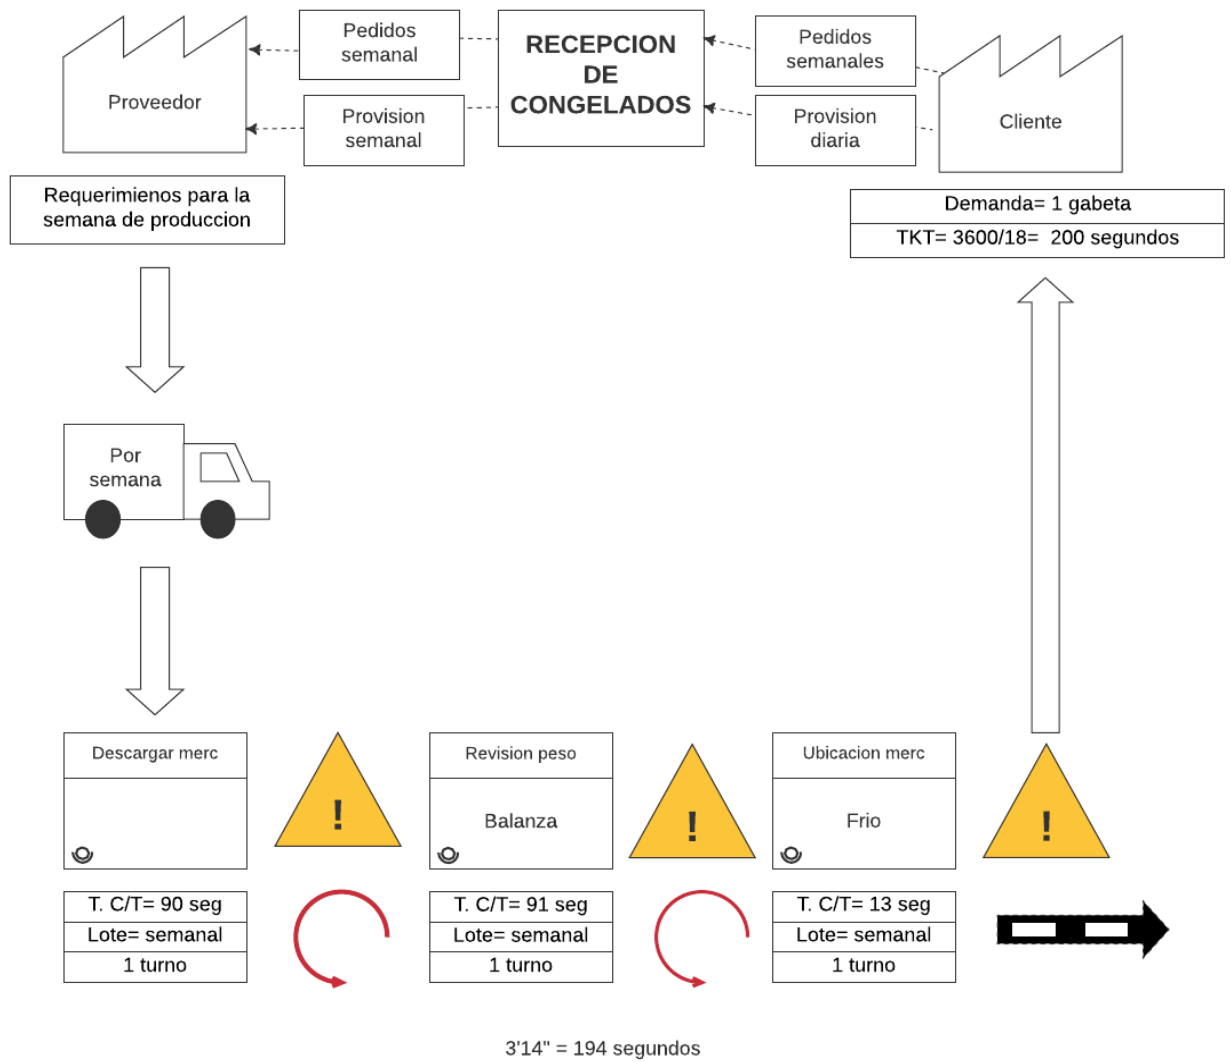 Proveedor
Pedidos
semanal
Provision
semanal
RECEPCION
DE
CONGELADOS
Pedidos
semanales
Provision
diaria
Cliente
Requerimienos para la
semana de produccion
Demanda= 1 gabeta
TKT= 3600/18= 200 segundos
Por
semana
Descargar merc
!
Revision peso
Balanza
!
Ubicacion merc
Frio
!
T. C/T= 90 seg
Lote= semanal
1 turno
T. C/T= 91 seg
Lote= semanal
1 turno
T. C/T= 13 seg
Lote= semanal
1 turno
3'14" = 194 segundos